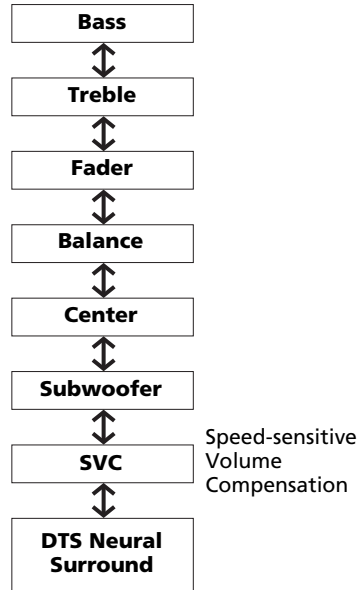 Bass
Treble
Fader
Balance
Center
Subwoofer
SVC
Speed-sensitive
Volume
Compensation
DTS Neural
Surround